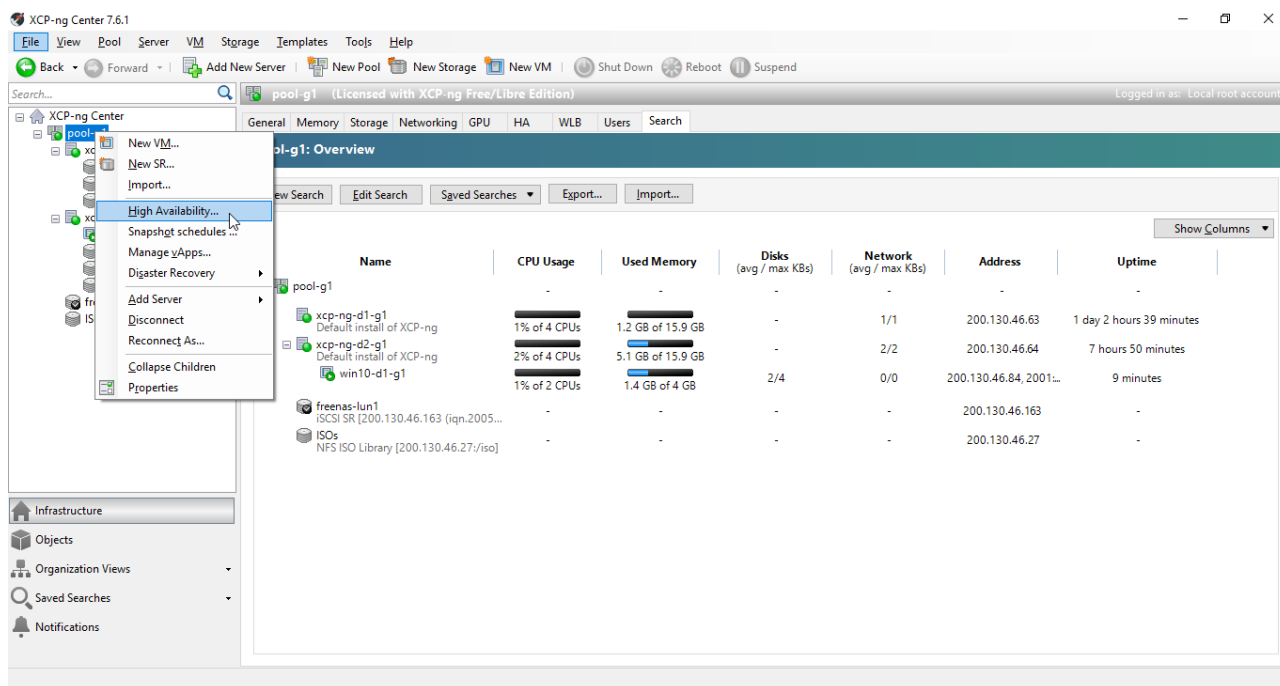 XCP-ng Center 7.6.1
File View Pool Server VM Storage Templates Tools Help
Back Forward Add New Server New Pool New Storage New VM Shut Down Reboot Suspend
Search... pool-g1 (Licensed with XCP-ng Free/Libre Edition) Logged in as: Local root account
XCP-ng Center
General Memory Storage Networking GPU HA WLB Users Search
pool-
xc
xc
fr
IS
New VM...
New SR...
Import...
High Availability...
Snapshot schedules ...
Manage vApps...
Disaster Recovery
Add Server
Disconnect
Reconnect As...
Collapse Children
Properties
ol-g1: Overview
ew Search Edit Search Saved Searches Export... Import...
Show Columns
Name CPU Usage Used Memory Disks (avg / max KBs) Network (avg / max KBs) Address Uptime
pool-g1 - - - - - -
xcp-ng-d1-g1
Default install of XCP-ng 1% of 4 CPUs 1.2 GB of 15.9 GB - 1/1 200.130.46.63 1 day 2 hours 39 minutes
xcp-ng-d2-g1
Default install of XCP-ng 2% of 4 CPUs 5.1 GB of 15.9 GB - 2/2 200.130.46.64 7 hours 50 minutes
win10-d1-g1 1% of 2 CPUs 1.4 GB of 4 GB 2/4 0/0 200.130.46.84, 2001:... 9 minutes
freenas-lun1
iSCSI SR [200.130.46.163 (iqn.2005... - - - - 200.130.46.163 -
ISOs
NFS ISO Library [200.130.46.27:/iso] - - - - 200.130.46.27 -
Infrastructure
Objects
Organization Views
Saved Searches
Notifications